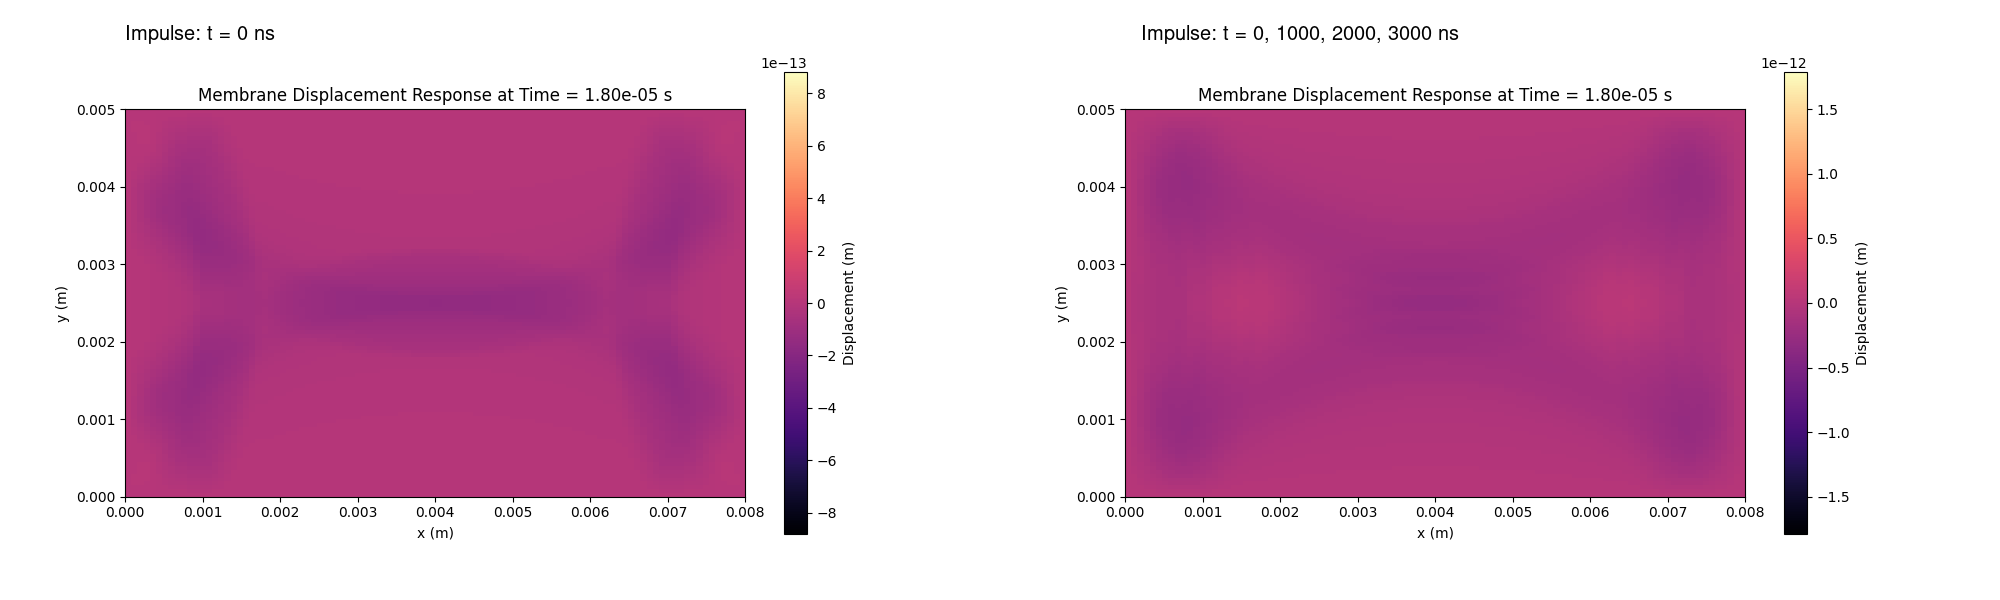 Impulse: t = 0 ns
1e−13
Membrane Displacement Response at Time = 1.80e-05 s
0.005
0.004
0.003
0.002
0.001
0.000
y (m)
0.000 0.001 0.002 0.003 0.004 0.005 0.006 0.007 0.008
x (m)
8
6
4
2
0
−2
−4
−6
−8
Displacement (m)
Impulse: t = 0, 1000, 2000, 3000 ns
1e−12
Membrane Displacement Response at Time = 1.80e-05 s
0.005
0.004
0.003
0.002
0.001
0.000
y (m)
0.000 0.001 0.002 0.003 0.004 0.005 0.006 0.007 0.008
x (m)
1.5
1.0
0.5
0.0
−0.5
−1.0
−1.5
Displacement (m)